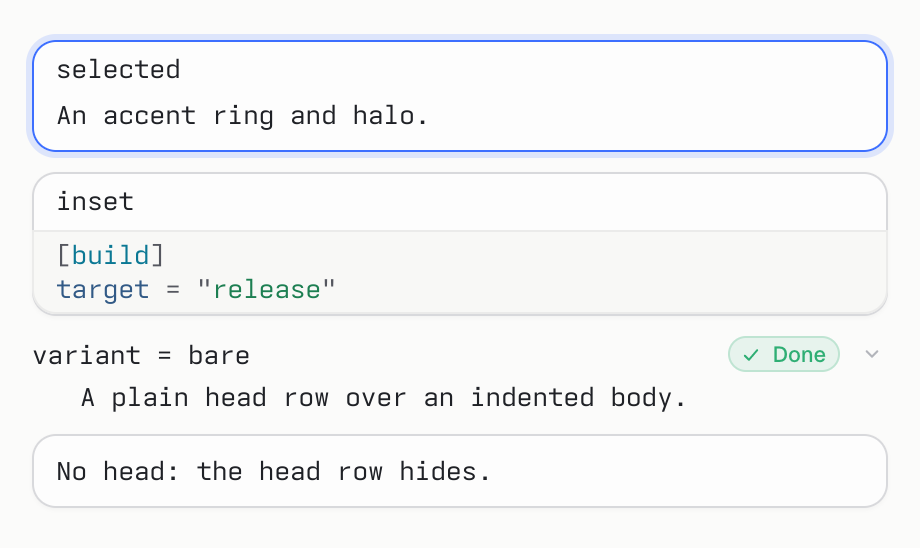 selected
An accent ring and halo.
inset
[build]
target = "release"
variant = bare
Done
A plain head row over an indented body.
No head: the head row hides.